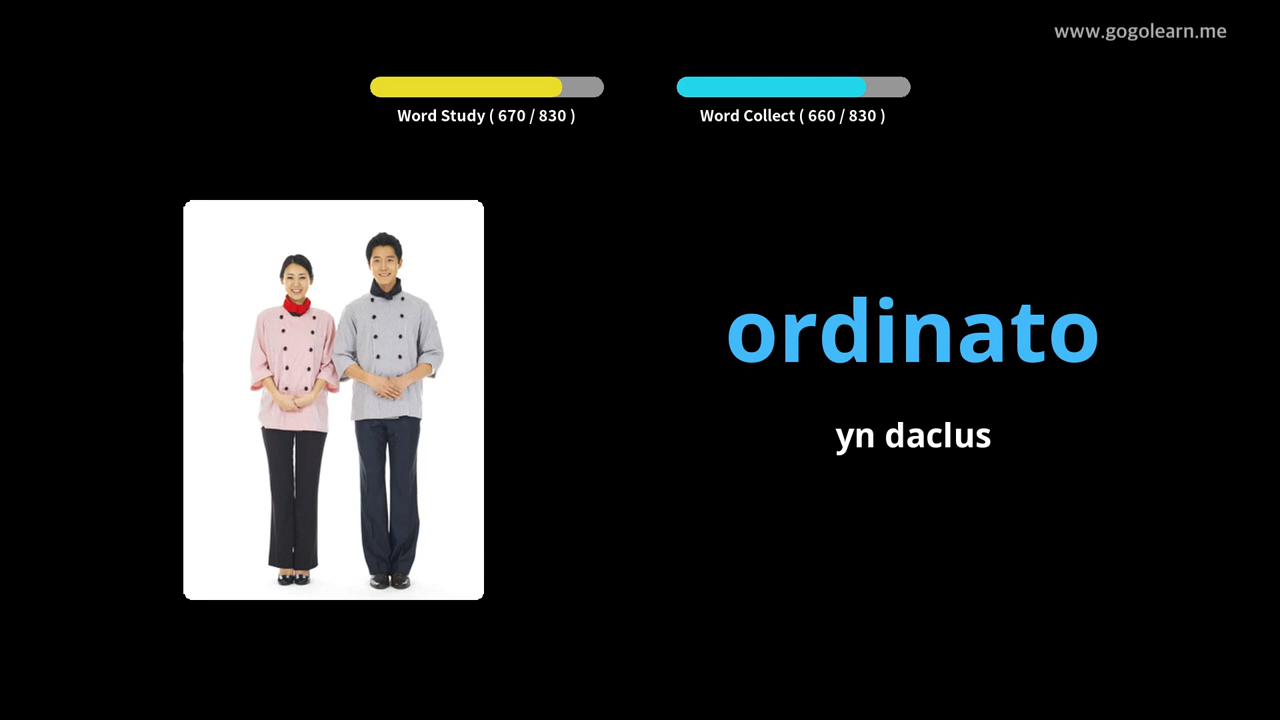 www.gogolearn.me
Word Study ( 670 / 830 )
Word Collect ( 660 / 830 )
ordinato
yn daclus